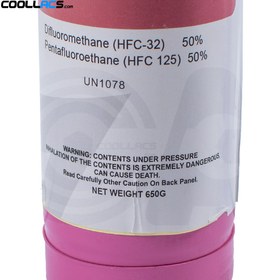 COOLLACS.COM
Difluoromethane (HFC-32) 50%
Pentafluoroethane (HFC 125) 50%
UN1078
WARNING: CONTENTS UNDER PRESSURE
INHALATION OF THE CONTENTS IS EXTREMELY DANGEROUS
CAN CAUSE DEATH.
Read Carefully Other Caution On Back Panel.
NET WEIGHT 650G